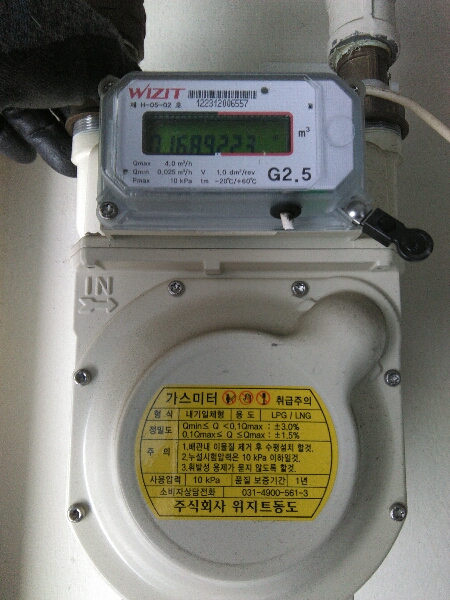 WIZIT
제 H-05-02 호
122312006557
0.1689223
m³
Qmax 4,0 m³/h
Qmin 0,025 m³/h V 1,0 dm³/rev
Pmax 10 kPa tm -20℃/+60℃
G2.5
IN
가스미터 취급주의
형 식 내기일체형 용 도 LPG / LNG
정밀도 Qmin≤ Q <0,1Qmax : ±3.0%
0,1Qmax≤ Q ≤Qmax : ±1.5%
주 의 1.배관내 이물질 제거 후 수평설치 할것.
2.누설시험압력은 10 kPa 이하일것.
3.휘발성 용제가 묻지 않도록 할것.
사용압력 10 kPa 품질 보증기간 1년
소비자상담전화 031-4900-561~3
주식회사 위지트동도